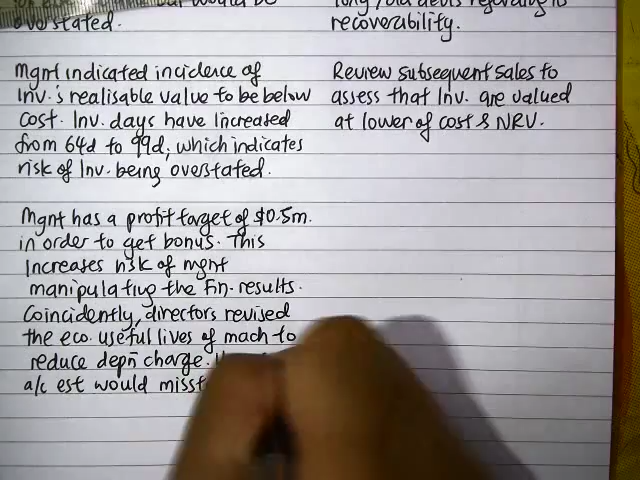 overstated.
recoverability.
Mgnt indicated incidence of
Inv.'s realisable value to be below
cost. Inv. days have increased
from 64d to 99d, which indicates
risk of Inv. being overstated.
Review subsequent sales to
assess that Inv. are valued
at lower of cost & NRV.
Mgnt has a profit target of $0.5m.
in order to get bonus. This
increases risk of mgnt
manipulating the Fin. results.
Coincidently, directors revised
the eco. useful lives of mach to
reduce depn̄ charge.
a/c est would misst